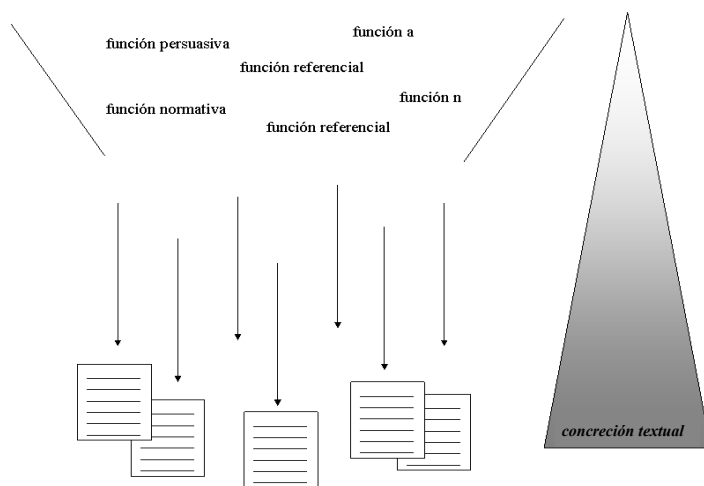 función a
función persuasiva
función referencial
función n
función normativa
función referencial
concreción textual